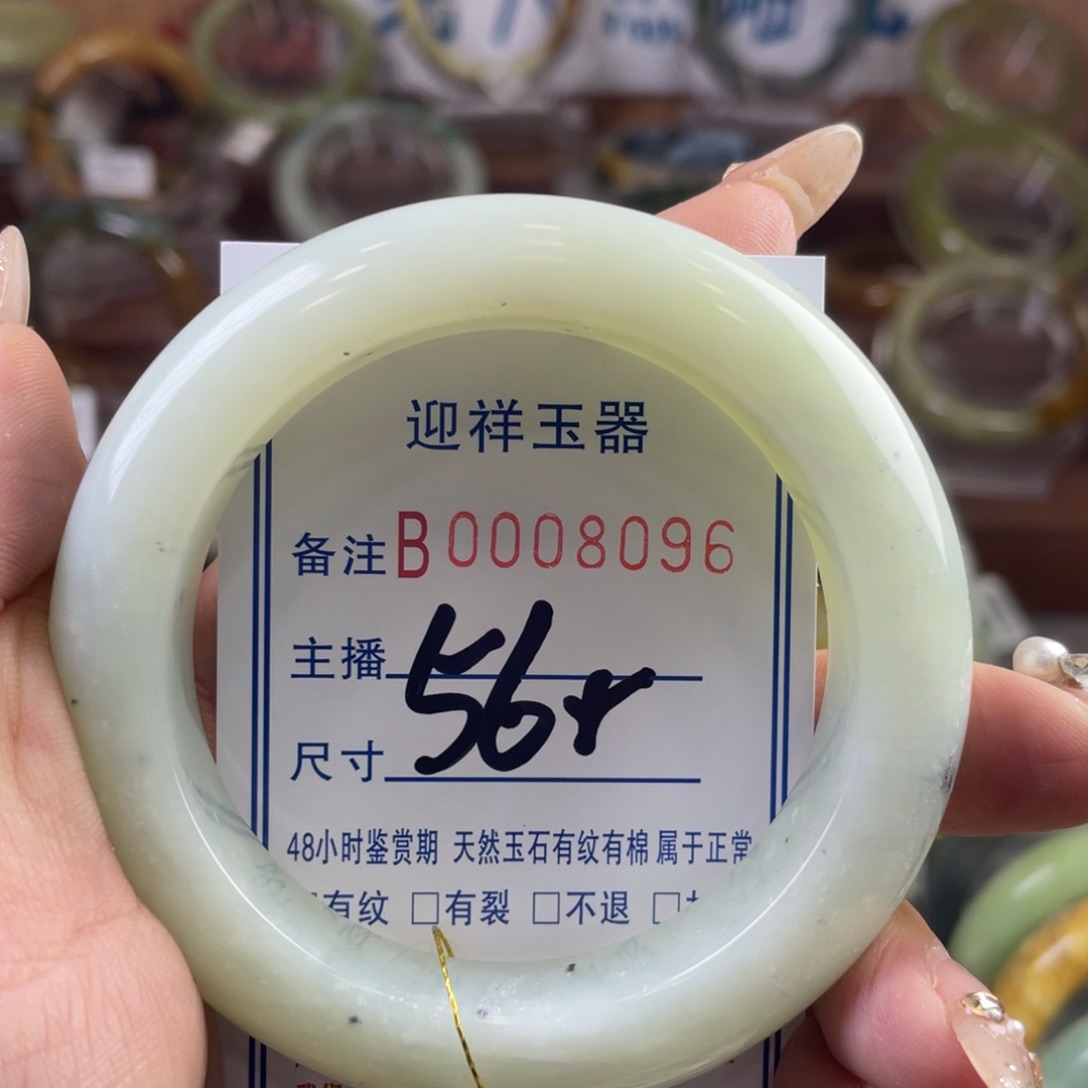 迎祥玉器
备注B0008096
主播
56+
尺寸
48小时鉴赏期 天然玉石有纹有棉 属于正常
有纹 □有裂 □不退 □